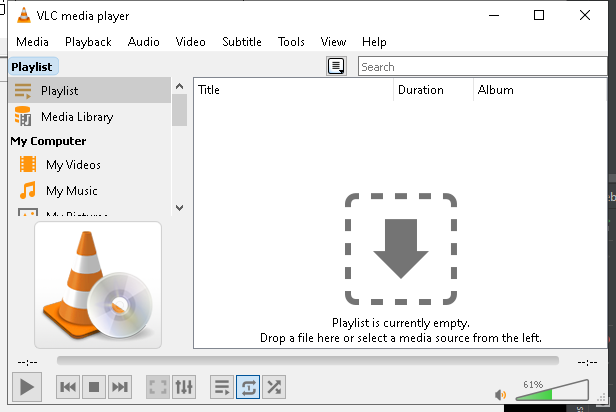 VLC media player
Media Playback Audio Video Subtitle Tools View Help
Playlist
Search
Playlist
Media Library
My Computer
My Videos
My Music
My Pictures
Title Duration Album
Playlist is currently empty.
Drop a file here or select a media source from the left.
--:-- --:--
61%